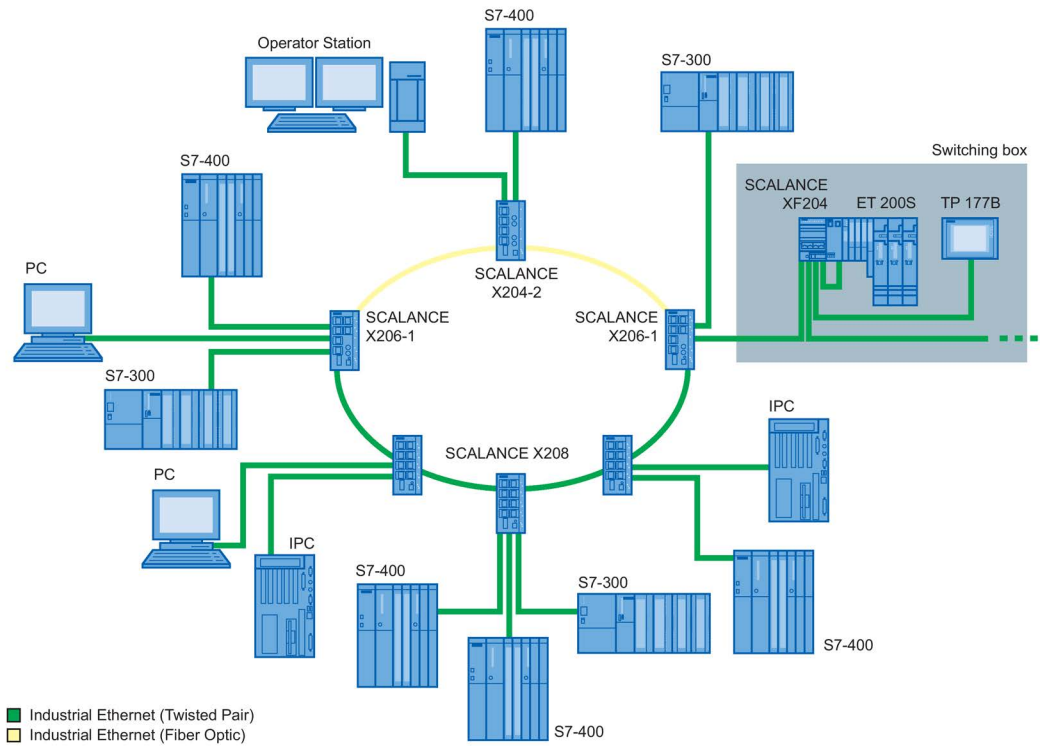 S7-400
Operator Station
S7-300
Switching box
S7-400
SCALANCE
XF204
ET 200S
TP 177B
PC
SCALANCE
X204-2
SCALANCE
X206-1
SCALANCE
X206-1
S7-300
IPC
SCALANCE X208
PC
IPC
S7-400
S7-300
S7-400
S7-400
Industrial Ethernet (Twisted Pair)
Industrial Ethernet (Fiber Optic)